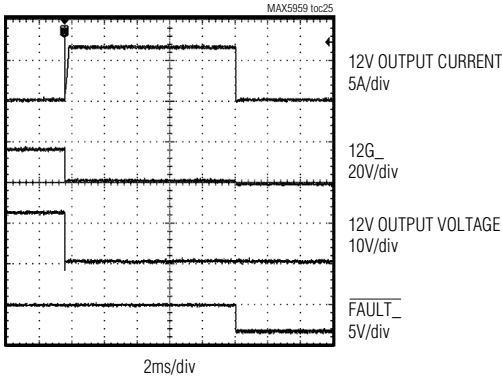 MAX5959 toc25
12V OUTPUT CURRENT
5A/div
12G_
20V/div
12V OUTPUT VOLTAGE
10V/div
FAULT_
5V/div
2ms/div